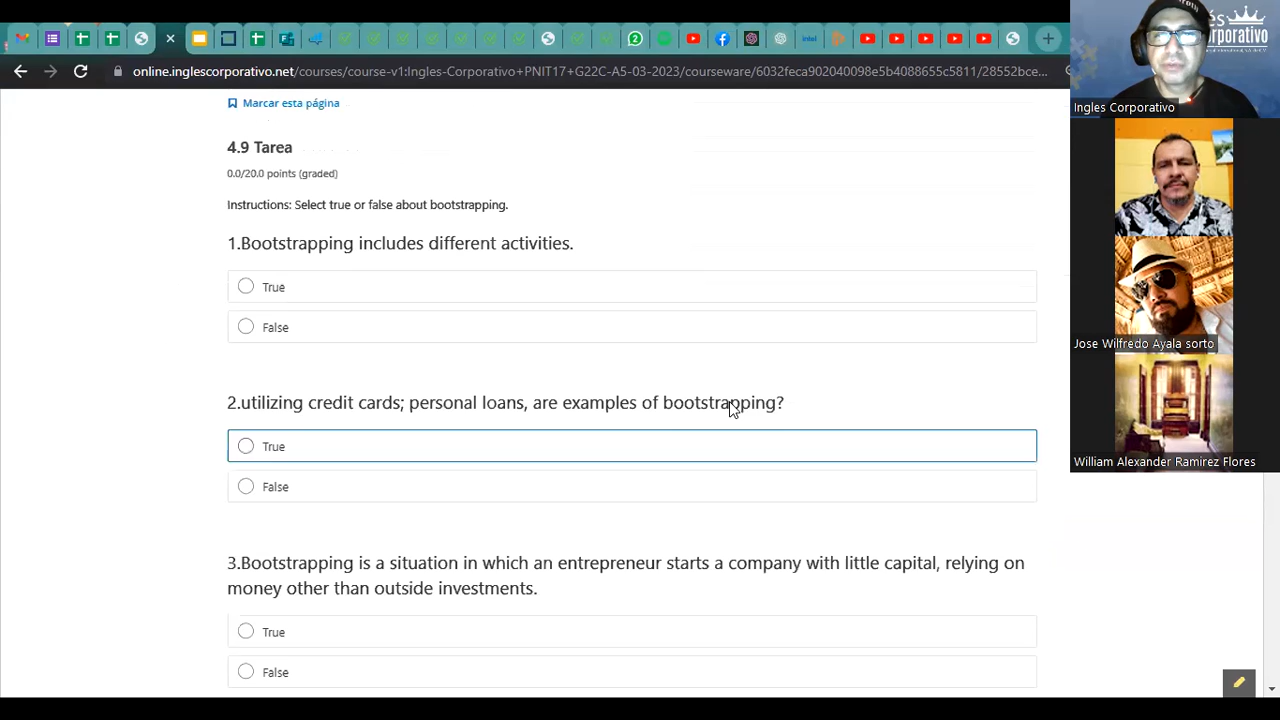 online.inglescorporativo.net/courses/course-v1:Ingles-Corporativo+PNIT17+G22C-A5-03-2023/courseware/6032feca902040098e5b4088655c5811/28552bce...
Marcar esta página
4.9 Tarea
0.0/20.0 points (graded)
Instructions: Select true or false about bootstrapping.
1.Bootstrapping includes different activities.
True
False
2.utilizing credit cards; personal loans, are examples of bootstrapping?
True
False
3.Bootstrapping is a situation in which an entrepreneur starts a company with little capital, relying on
money other than outside investments.
True
False
Corporativo
Ingles Corporativo
Jose Wilfredo Ayala sorto
William Alexander Ramirez Flores